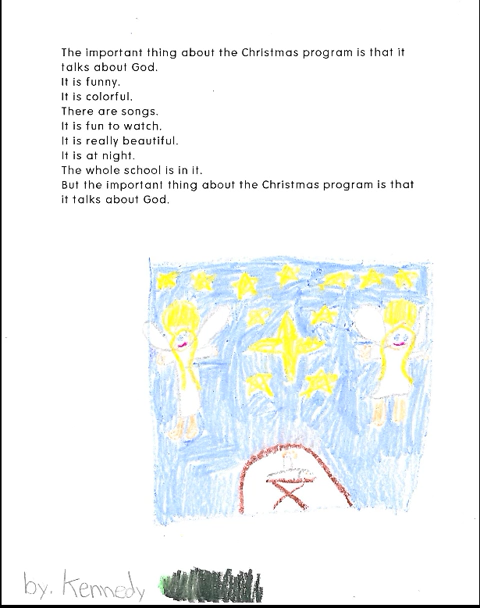 The important thing about the Christmas program is that it
talks about God.
It is funny.
It is colorful.
There are songs.
It is fun to watch.
It is really beautiful.
It is at night.
The whole school is in it.
But the important thing about the Christmas program is that
it talks about God.
by. Kennedy